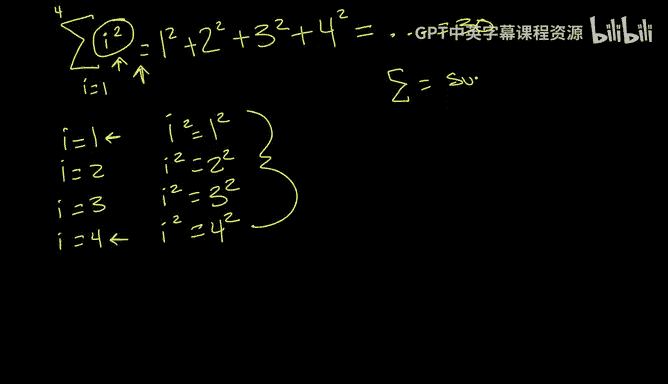 4
∑ i² = 1² + 2² + 3² + 4² = ... = 30
i=1
GPT中英字幕课程资源 bilibili
∑ = su
i=1 ← i² = 1²
i=2 i² = 2²
i=3 i² = 3²
i=4 ← i² = 4²